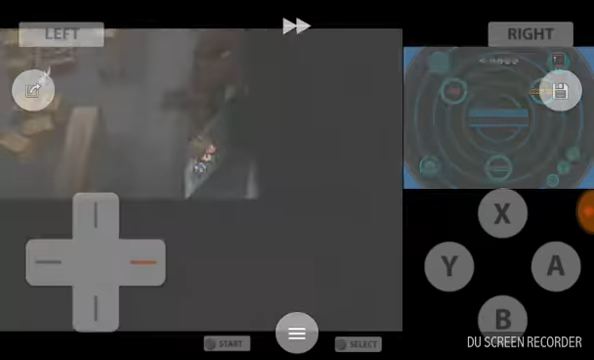 LEFT
RIGHT
X
Y
A
B
START
SELECT
DU SCREEN RECORDER